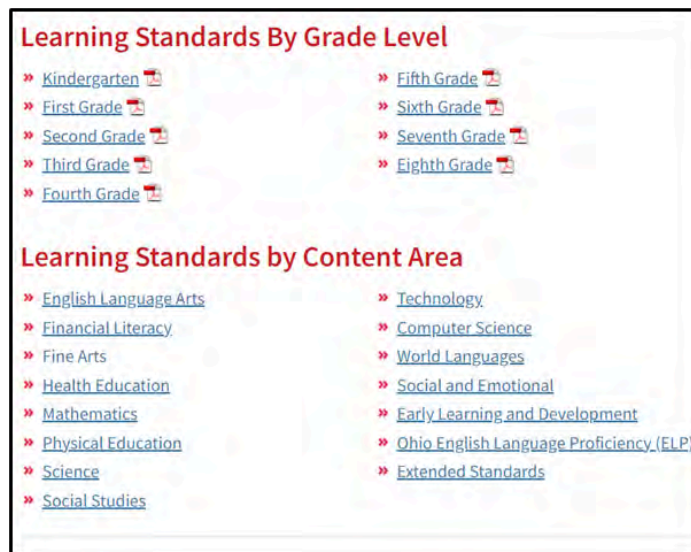 Learning Standards By Grade Level
» Kindergarten
» First Grade
» Second Grade
» Third Grade
» Fourth Grade
» Fifth Grade
» Sixth Grade
» Seventh Grade
» Eighth Grade
Learning Standards by Content Area
» English Language Arts
» Financial Literacy
» Fine Arts
» Health Education
» Mathematics
» Physical Education
» Science
» Social Studies
» Technology
» Computer Science
» World Languages
» Social and Emotional
» Early Learning and Development
» Ohio English Language Proficiency (ELP)
» Extended Standards